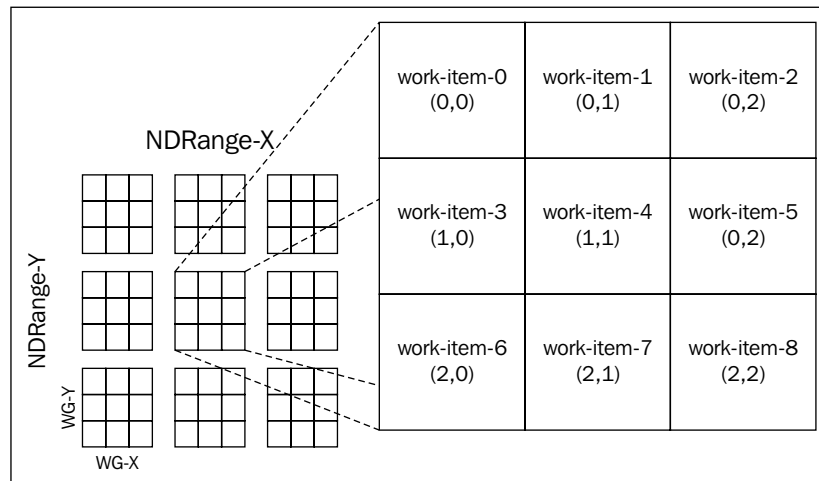 NDRange-X
NDRange-Y
WG-Y
WG-X
work-item-0
(0,0)
work-item-1
(0,1)
work-item-2
(0,2)
work-item-3
(1,0)
work-item-4
(1,1)
work-item-5
(0,2)
work-item-6
(2,0)
work-item-7
(2,1)
work-item-8
(2,2)